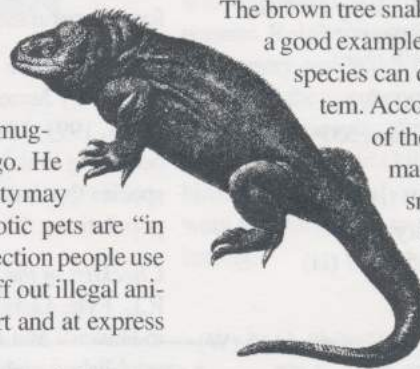 mug-
go. He
ty may
otic pets are “in
ection people use
ff out illegal ani-
rt and at express
The brown tree sna
a good example
species can
tem. Acco
of the
ma
sn